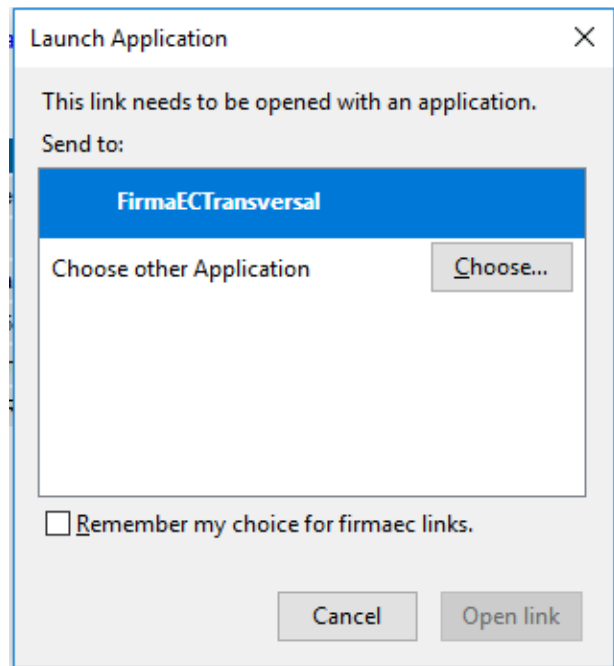 Launch Application
This link needs to be opened with an application.
Send to:
FirmaECTransversal
Choose other Application
Choose...
Remember my choice for firmaec links.
Cancel
Open link